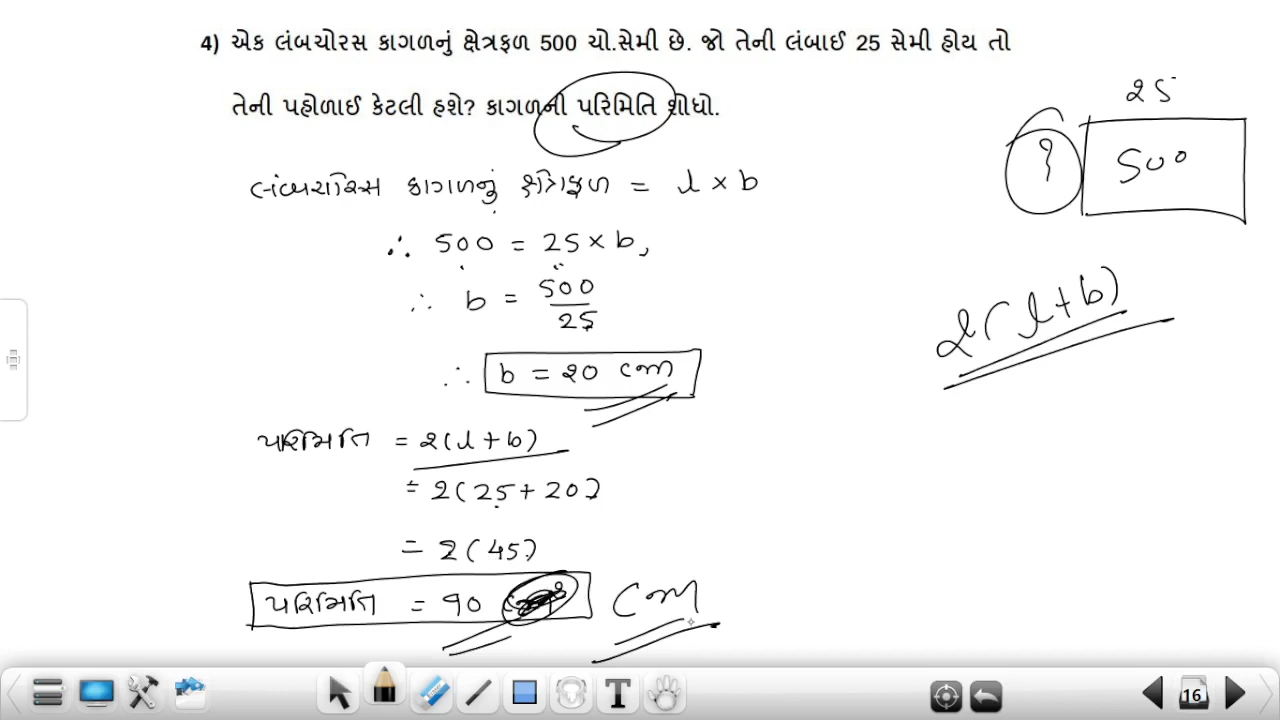 4) એક લંબચોરસ કાગળનું ક્ષેત્રફળ 500 ચો.સેમી છે. જો તેની લંબાઈ 25 સેમી હોય તો
તેની પહોળાઈ કેટલી હશે? કાગળની પરિમિતિ શોધો.
25
? 500
લંબચોરસ કાગળનું ક્ષેત્રફળ = l × b
∴ 500 = 25 × b,
∴ b = 500/25
2(l+b)
∴ b = 20 cm
પરિમિતિ = 2(l+b)
= 2(25+20)
= 2(45)
પરિમિતિ = 90 cm
16